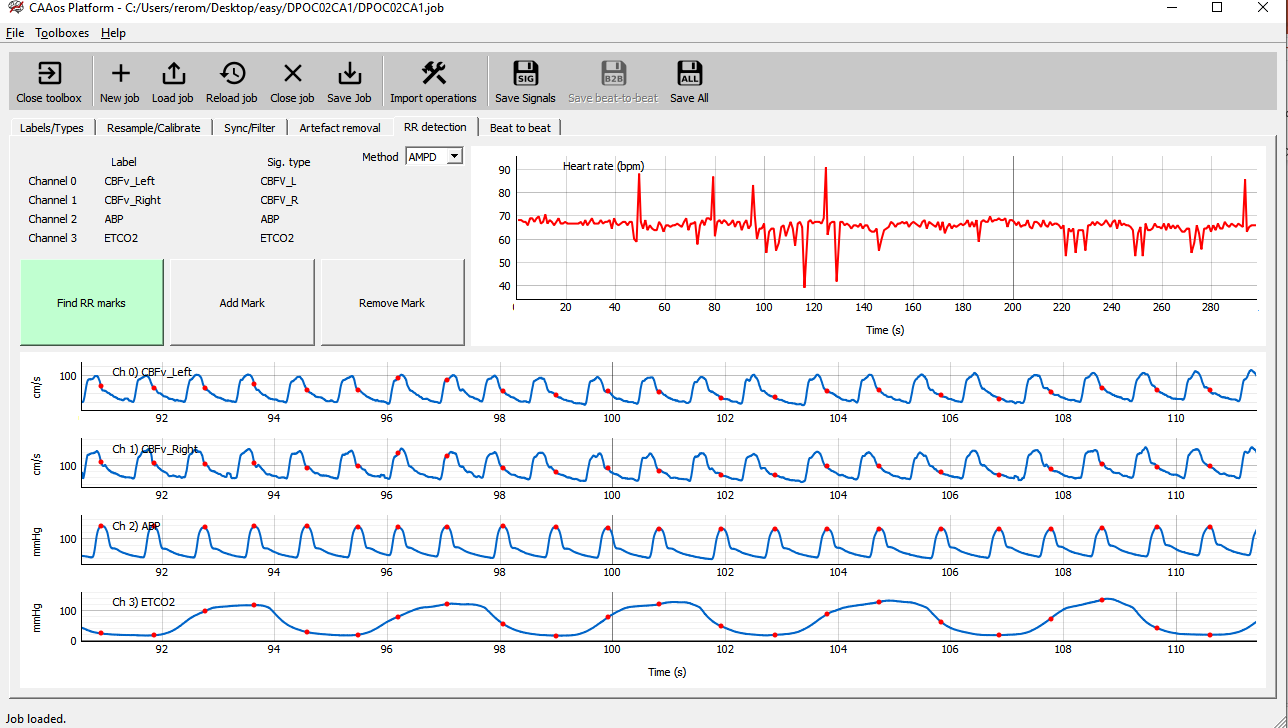 CAAos Platform - C:/Users/rerom/Desktop/easy/DPOC02CA1/DPOC02CA1.job
File Toolboxes Help
SIG B2B ALL
Close toolbox New job Load job Reload job Close job Save Job Import operations Save Signals Save beat-to-beat Save All
Labels/Types Resample/Calibrate Sync/Filter Artefact removal RR detection Beat to beat
Label Sig. type Method AMPD
Channel 0 CBFv_Left CBFV_L
Channel 1 CBFv_Right CBFV_R
Channel 2 ABP ABP
Channel 3 ETCO2 ETCO2
Find RR marks Add Mark Remove Mark
Heart rate (bpm)
90
80
70
60
50
40
20 40 60 80 100 120 140 160 180 200 220 240 260 280
Time (s)
Ch 0) CBFv_Left
cm/s
100
92 94 96 98 100 102 104 106 108 110
Ch 1) CBFv_Right
cm/s
100
92 94 96 98 100 102 104 106 108 110
Ch 2) ABP
mmHg
100
92 94 96 98 100 102 104 106 108 110
Ch 3) ETCO2
mmHg
100
0
92 94 96 98 100 102 104 106 108 110
Time (s)
Job loaded.